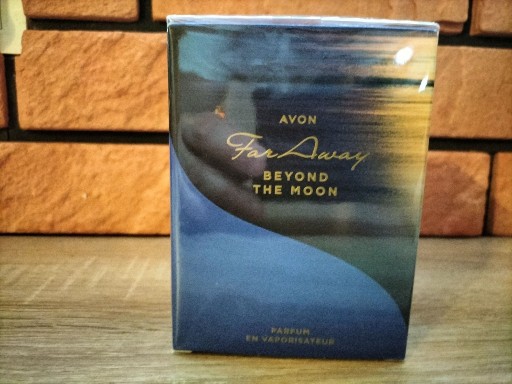 AVON
Far Away
BEYOND
THE MOON
PARFUM
EN VAPORISATEUR